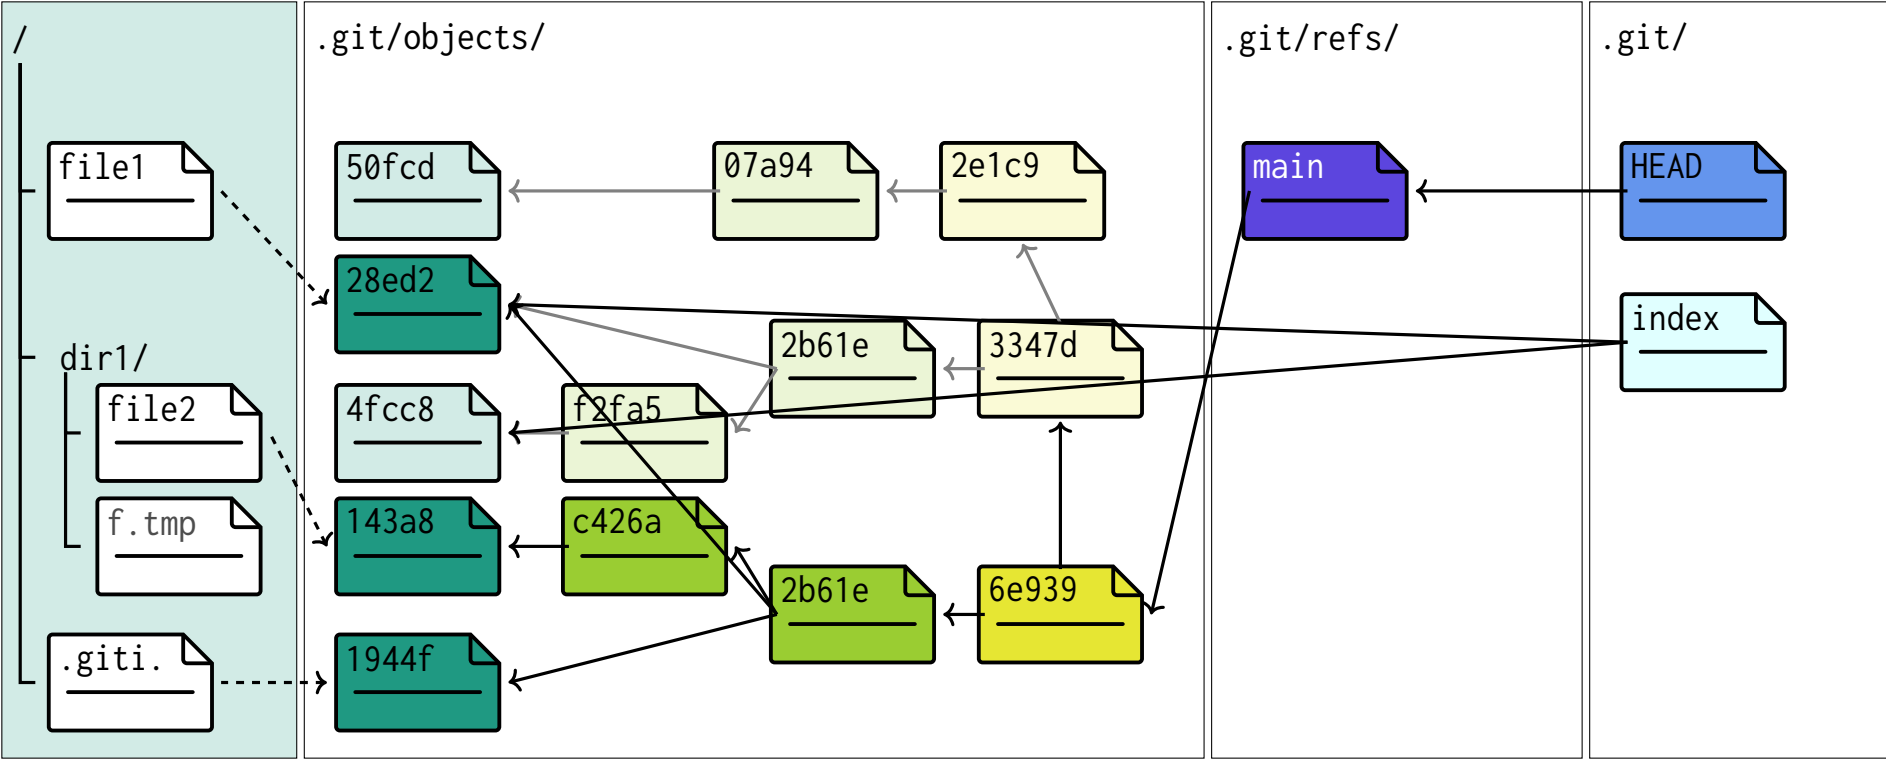 /
.git/objects/
.git/refs/
.git/
file1
50fcd
07a94
2e1c9
main
HEAD
28ed2
index
dir1/
2b61e
3347d
file2
4fcc8
f2fa5
f.tmp
143a8
c426a
2b61e
6e939
.giti.
1944f